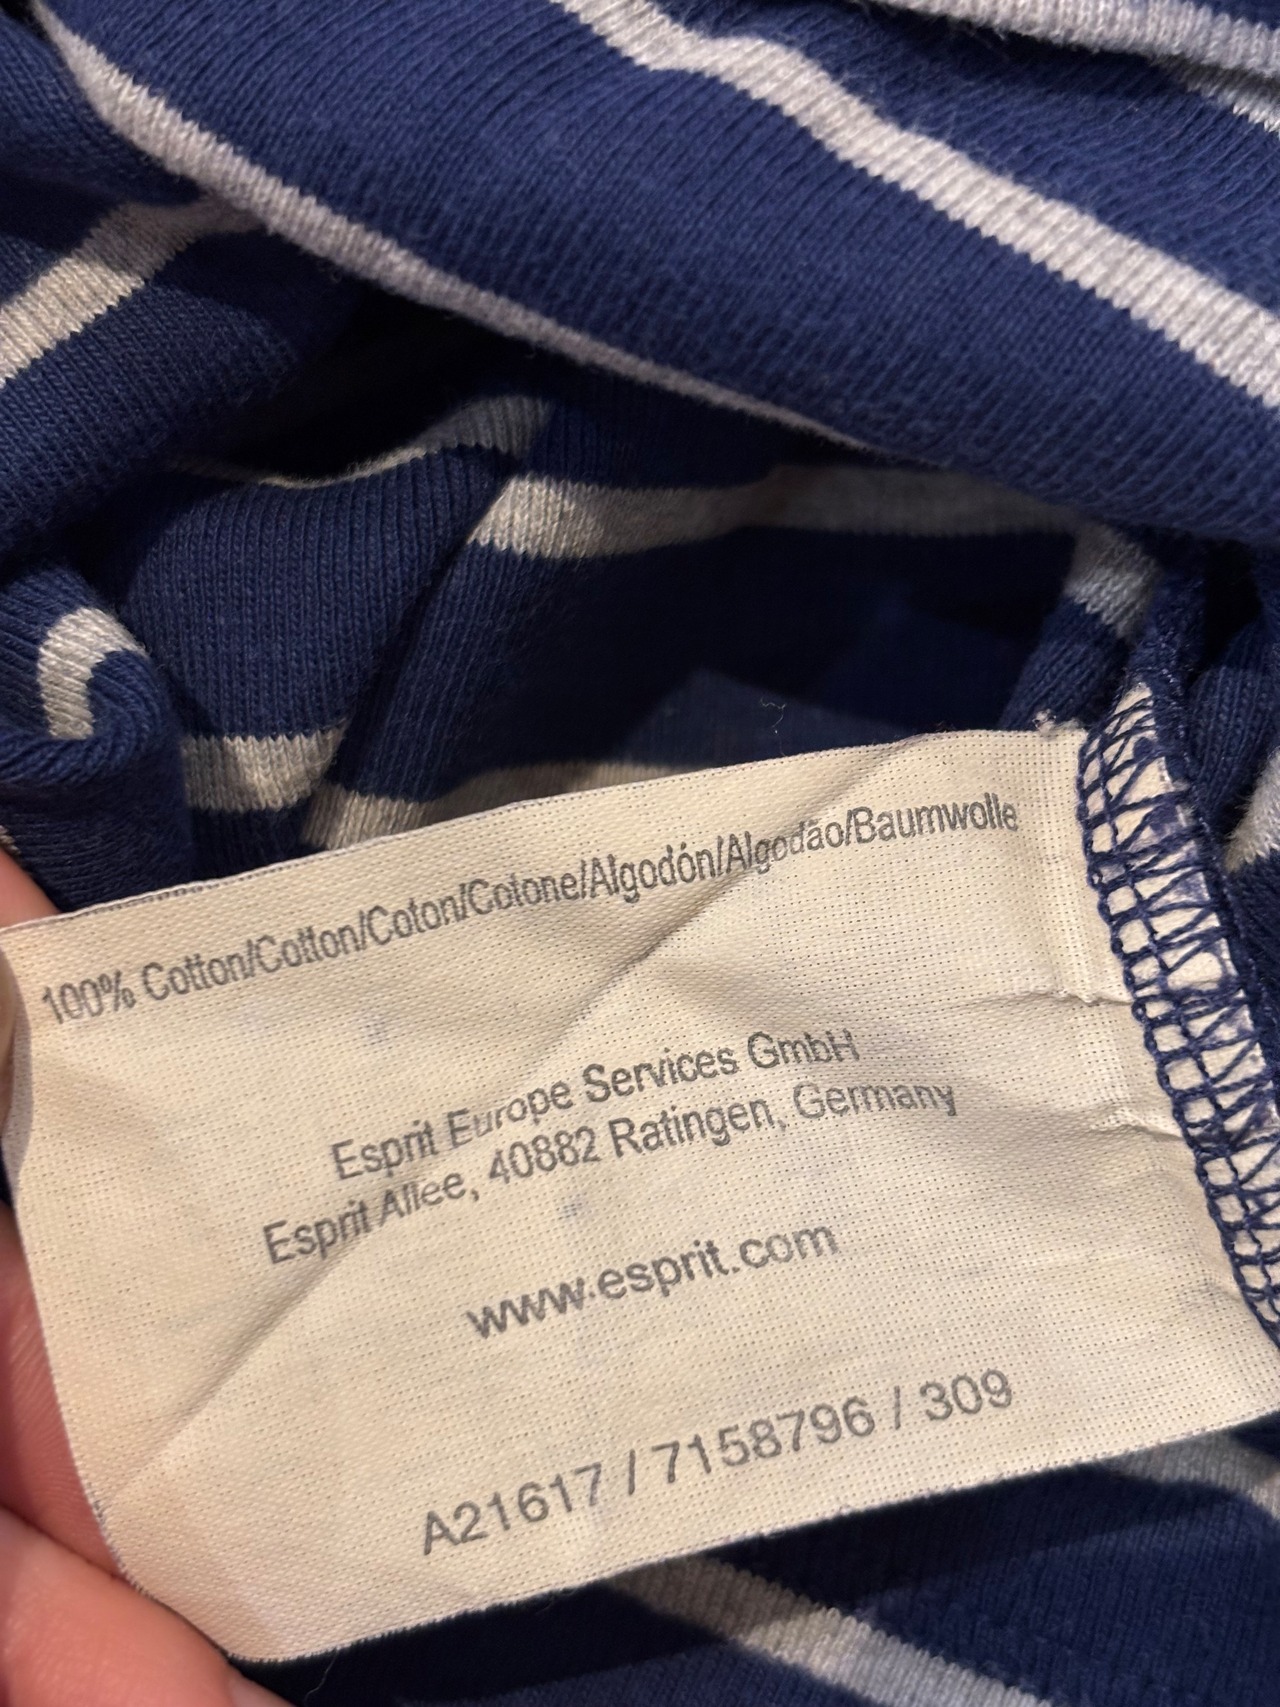 100% Cotton/Cotton/Coton/Cotone/Algodón/Algodão/Baumwolle
Esprit Europe Services GmbH
Esprit Allee, 40882 Ratingen, Germany
www.esprit.com
A21617 / 7158796 / 309